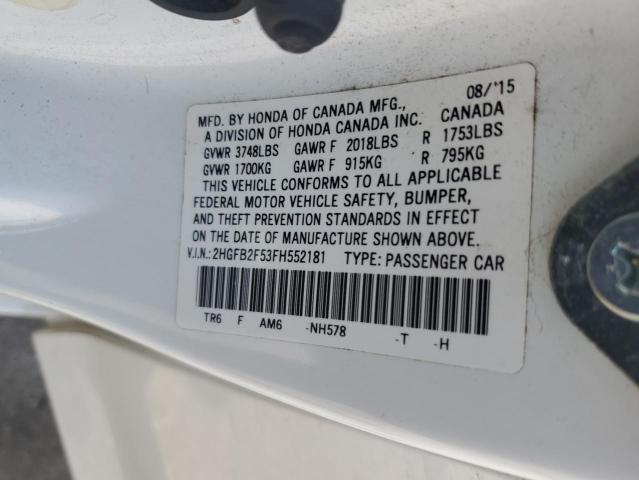 08/'15
MFD. BY HONDA OF CANADA MFG., CANADA
A DIVISION OF HONDA CANADA INC.
GVWR 3748LBS GAWR F 2018LBS R 1753LBS
GVWR 1700KG GAWR F 915KG R 795KG
THIS VEHICLE CONFORMS TO ALL APPLICABLE
FEDERAL MOTOR VEHICLE SAFETY, BUMPER,
AND THEFT PREVENTION STANDARDS IN EFFECT
ON THE DATE OF MANUFACTURE SHOWN ABOVE.
V.I.N.: 2HGFB2F53FH552181 TYPE: PASSENGER CAR
TR6 F AM6 -NH578 -T -H